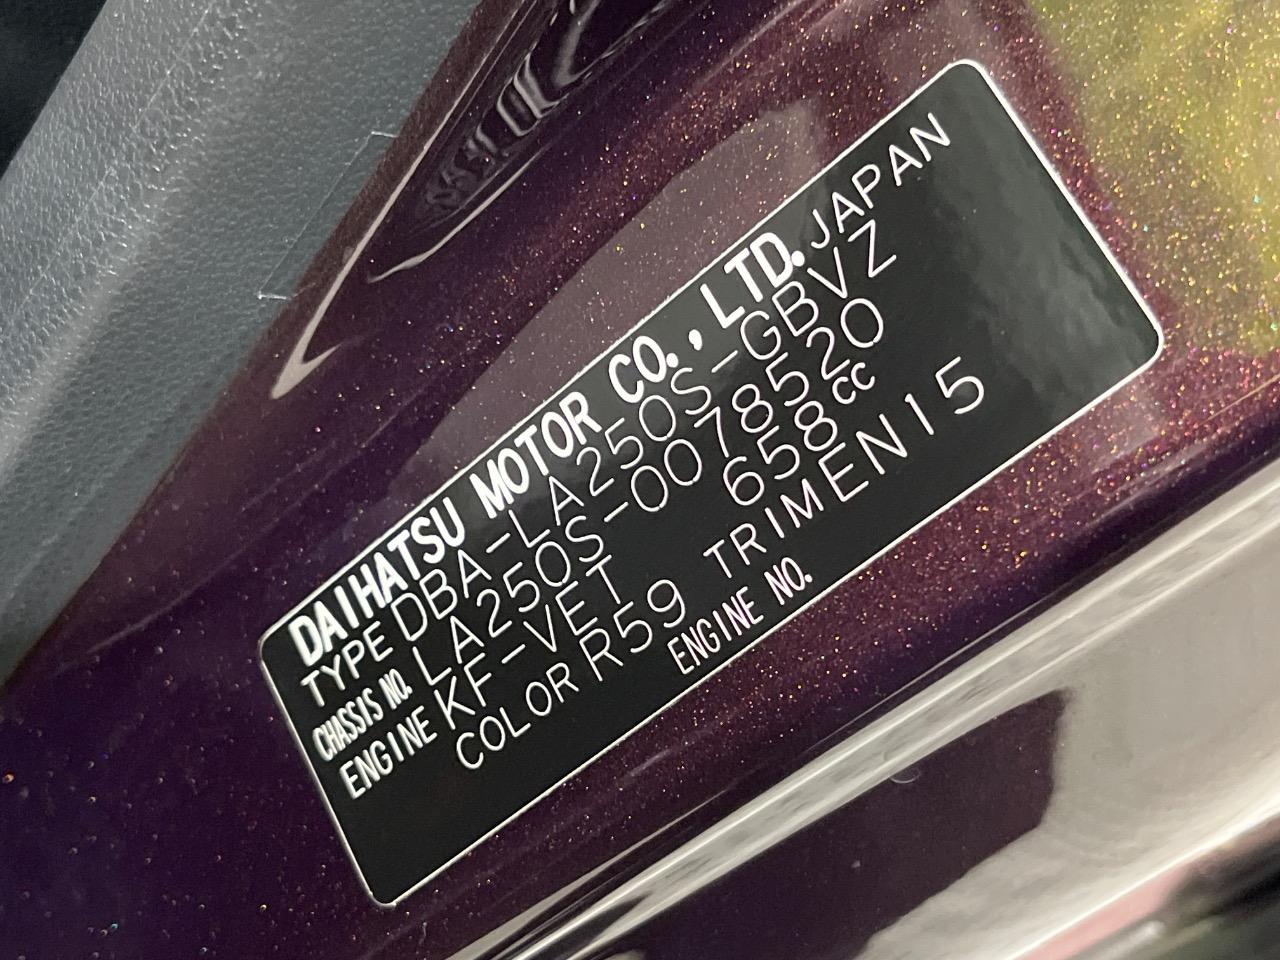 DAIHATSU MOTOR CO., LTD. JAPAN
TYPE DBA-LA250S-GBVZ
CHASSIS NO. LA250S-0078520
ENGINE KF-VET 658cc
COLOR R59 TRIM EN15
ENGINE NO.